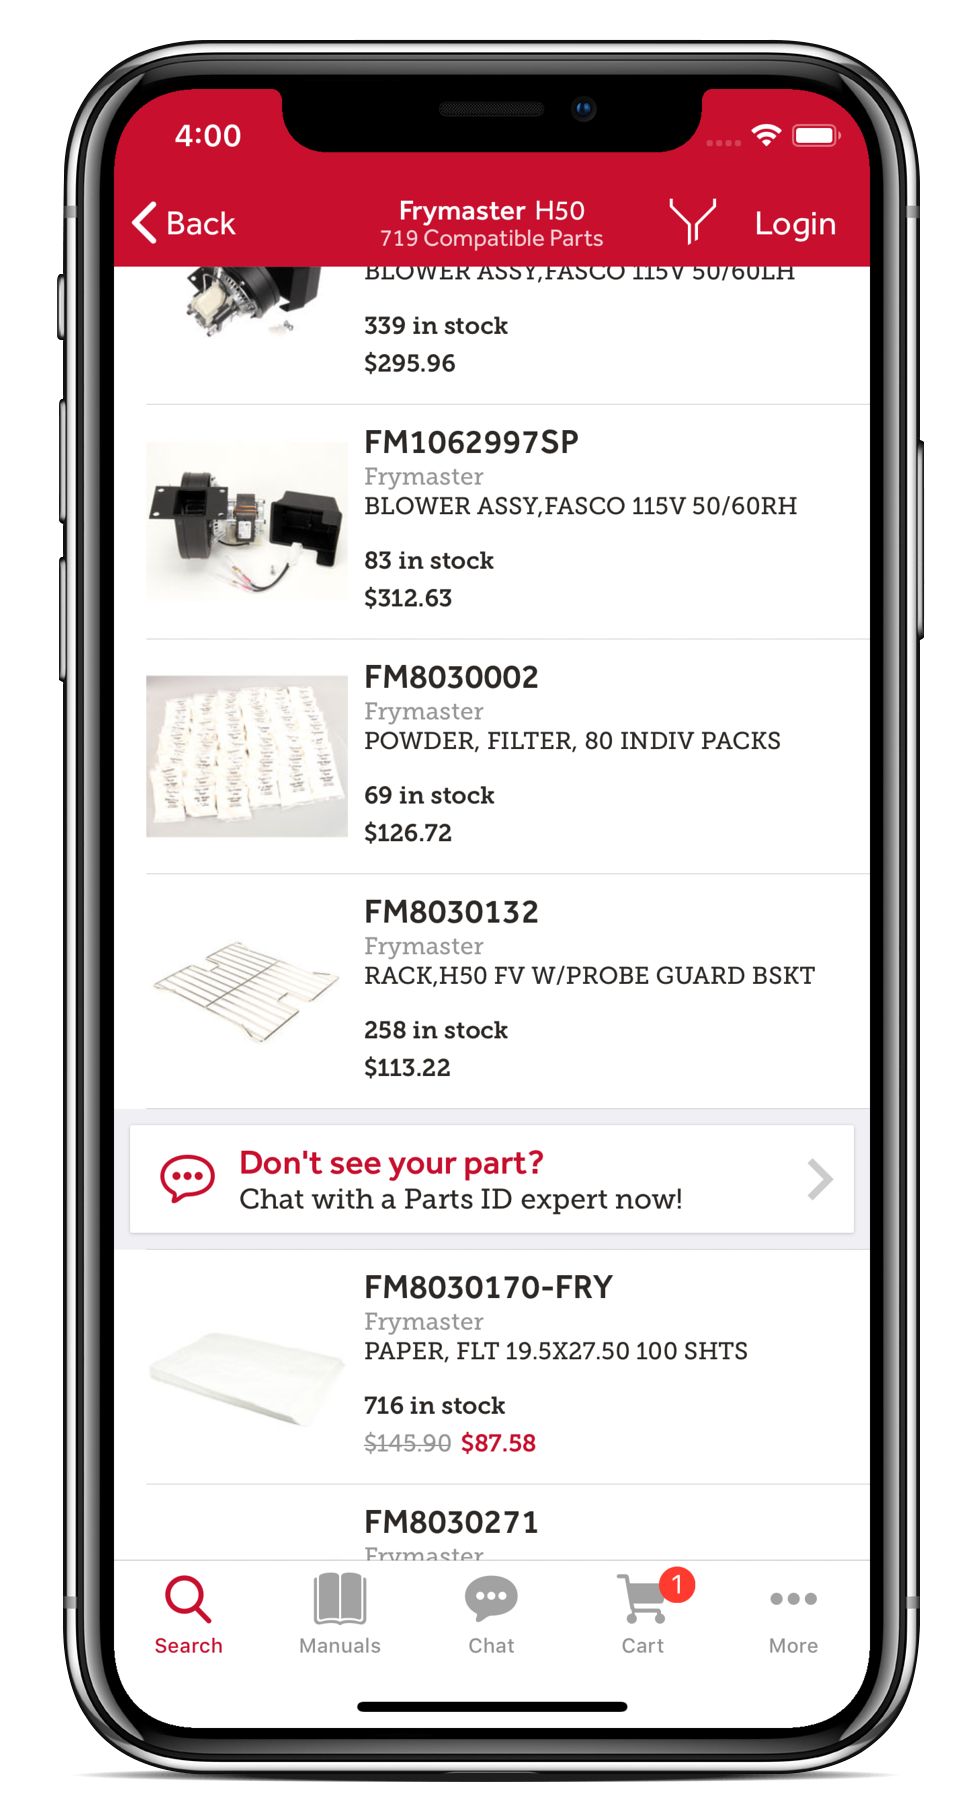 4:00
Back
Frymaster H50
719 Compatible Parts
Login
BLOWER ASSY,FASCO 115V 50/60LH
339 in stock
$295.96
FM1062997SP
Frymaster
BLOWER ASSY,FASCO 115V 50/60RH
83 in stock
$312.63
FM8030002
Frymaster
POWDER, FILTER, 80 INDIV PACKS
69 in stock
$126.72
FM8030132
Frymaster
RACK,H50 FV W/PROBE GUARD BSKT
258 in stock
$113.22
Don't see your part?
Chat with a Parts ID expert now!
FM8030170-FRY
Frymaster
PAPER, FLT 19.5X27.50 100 SHTS
716 in stock
$145.90 $87.58
FM8030271
Frymaster
1
Search
Manuals
Chat
Cart
More